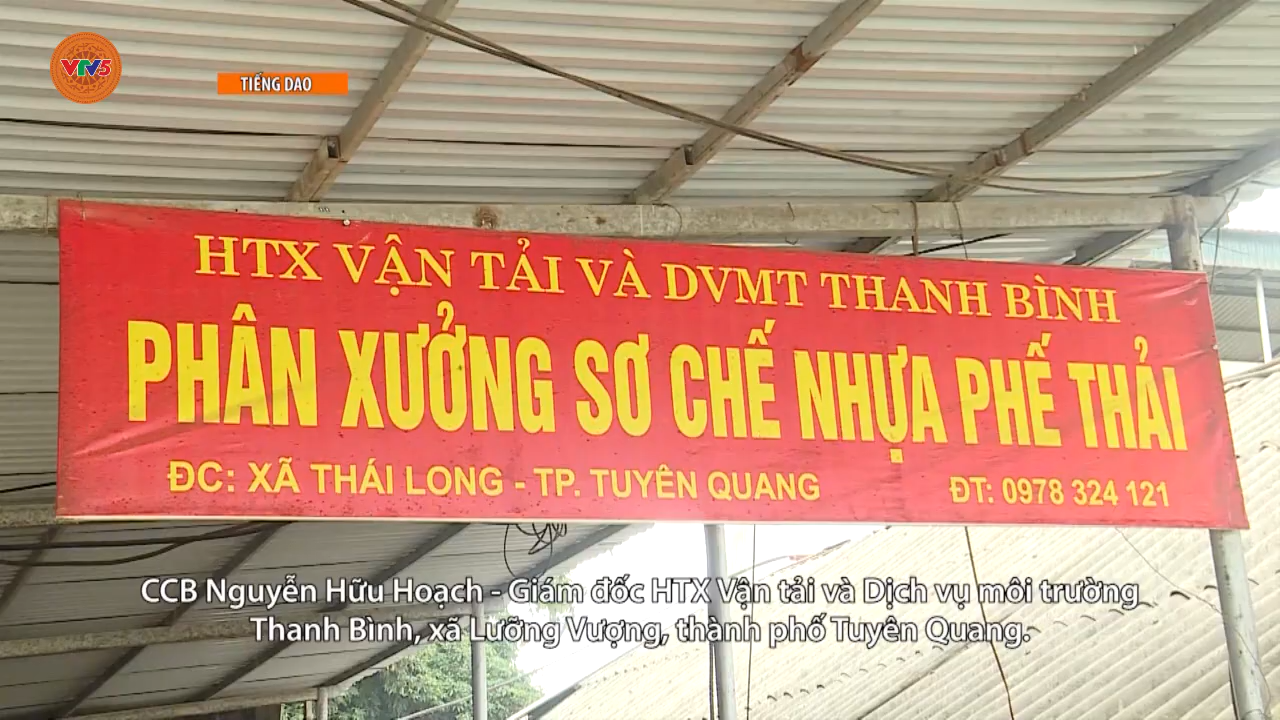 VTV5
TIẾNG DAO
HTX VẬN TẢI VÀ DVMT THANH BÌNH
PHÂN XƯỞNG SƠ CHẾ NHỰA PHẾ THẢI
ĐC: XÃ THÁI LONG - TP. TUYÊN QUANG
ĐT: 0978 324 121
CCB Nguyễn Hữu Hoạch - Giám đốc HTX Vận tải và Dịch vụ môi trường
Thanh Bình, xã Lưỡng Vượng, thành phố Tuyên Quang.